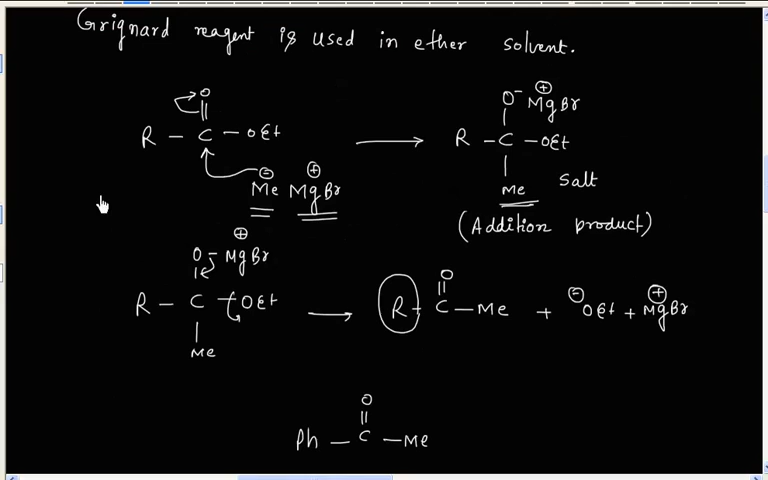 Grignard reagent is used in ether solvent.
O
R – C – OEt
⊖ ⊕
Me MgBr
⟶
O⁻ ⊕MgBr
R – C – OEt
Me
Salt
(Addition product)
⊕
O⁻ MgBr
R – C – OEt
Me
⟶
O
R – C – Me + ⊖OEt + ⊕MgBr
O
Ph – C – Me